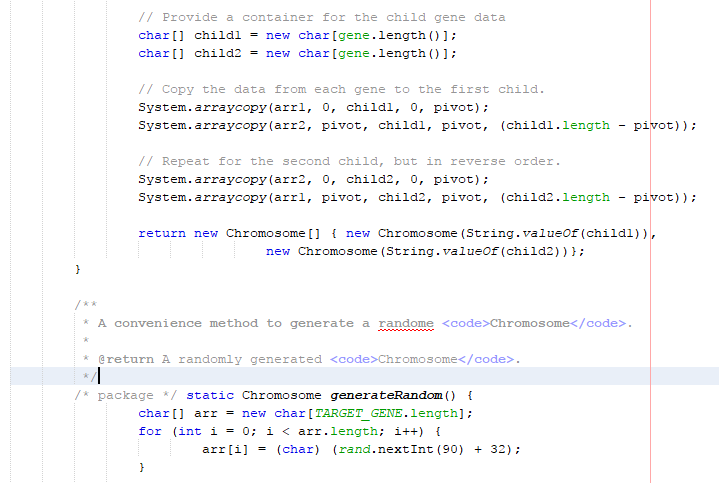 // Provide a container for the child gene data
char[] child1 = new char[gene.length()];
char[] child2 = new char[gene.length()];
// Copy the data from each gene to the first child.
System.arraycopy(arr1, 0, child1, 0, pivot);
System.arraycopy(arr2, pivot, child1, pivot, (child1.length - pivot));
// Repeat for the second child, but in reverse order.
System.arraycopy(arr2, 0, child2, 0, pivot);
System.arraycopy(arr1, pivot, child2, pivot, (child2.length - pivot));
return new Chromosome[] { new Chromosome(String.valueOf(child1)),
new Chromosome(String.valueOf(child2))};
}
/**
* A convenience method to generate a randome <code>Chromosome</code>.
*
* @return A randomly generated <code>Chromosome</code>.
*/
/* package */ static Chromosome generateRandom() {
char[] arr = new char[TARGET_GENE.length];
for (int i = 0; i < arr.length; i++) {
arr[i] = (char) (rand.nextInt(90) + 32);
}